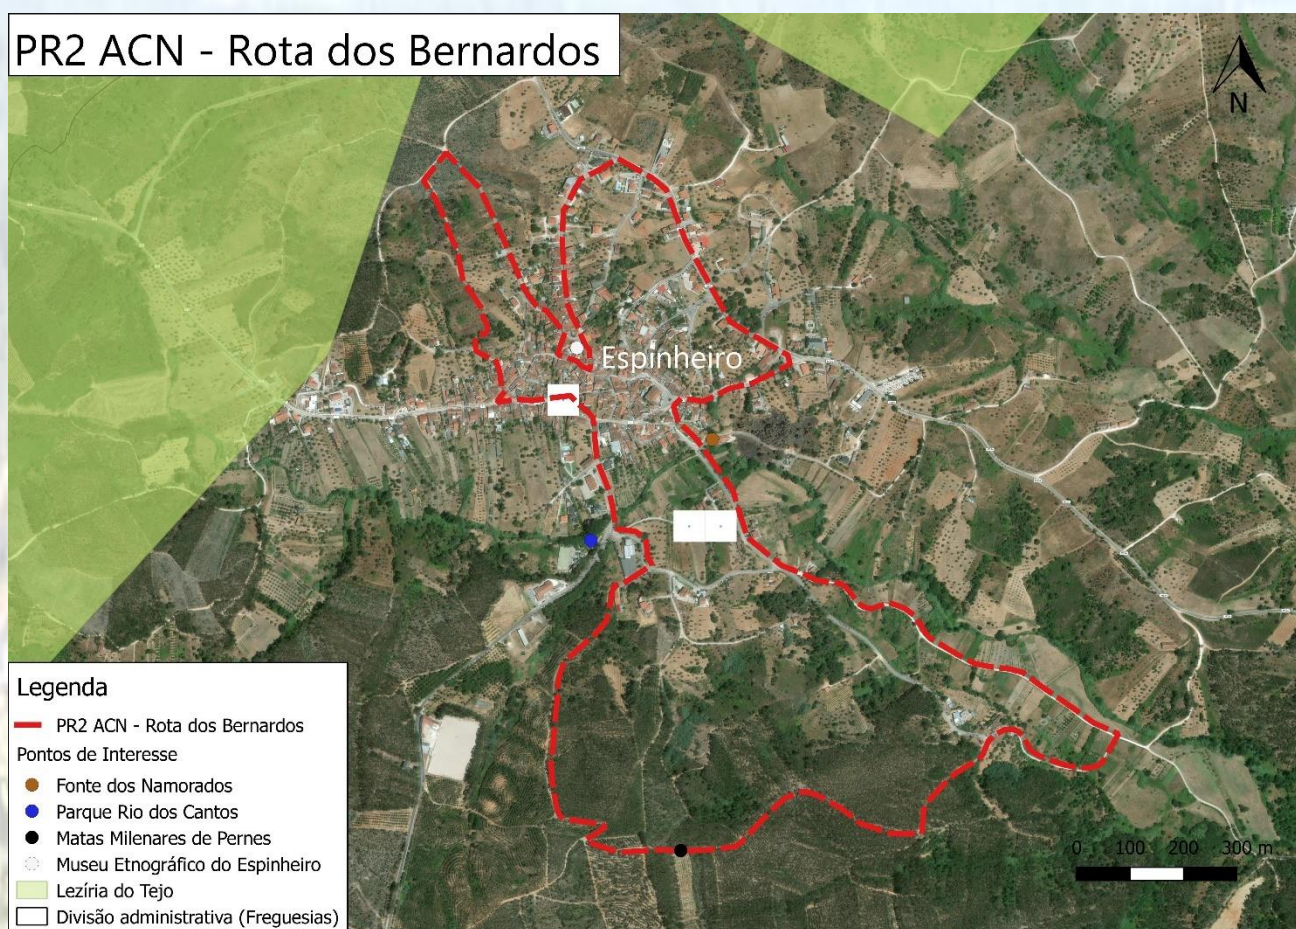 PR2 ACN - Rota dos Bernardos
N
Espinheiro
Legenda
PR2 ACN - Rota dos Bernardos
Pontos de Interesse
Fonte dos Namorados
Parque Rio dos Cantos
Matas Milenares de Pernes
Museu Etnográfico do Espinheiro
Lezíria do Tejo
Divisão administrativa (Freguesias)
0 100 200 300 m